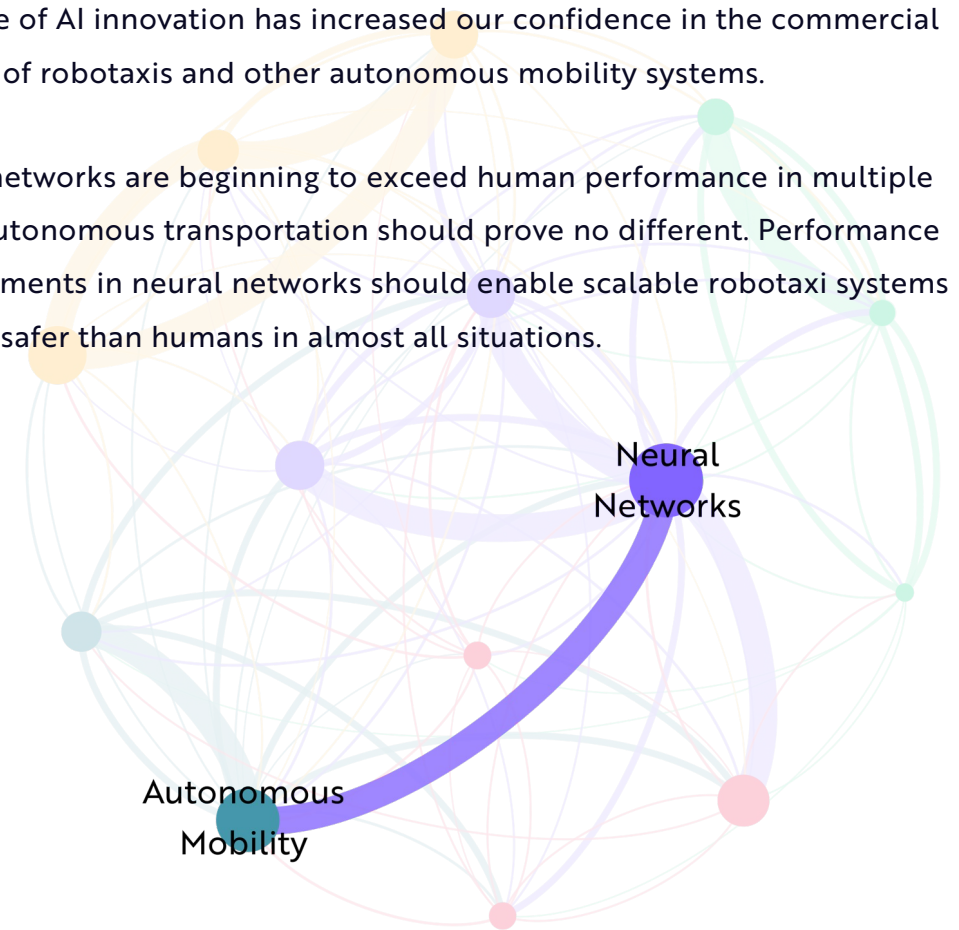 e of AI innovation has increased our confidence in the commercial
of robotaxis and other autonomous mobility systems.
networks are beginning to exceed human performance in multiple
utonomous transportation should prove no different. Performance
ments in neural networks should enable scalable robotaxi systems
safer than humans in almost all situations.
Neural
Networks
Autonomous
Mobility